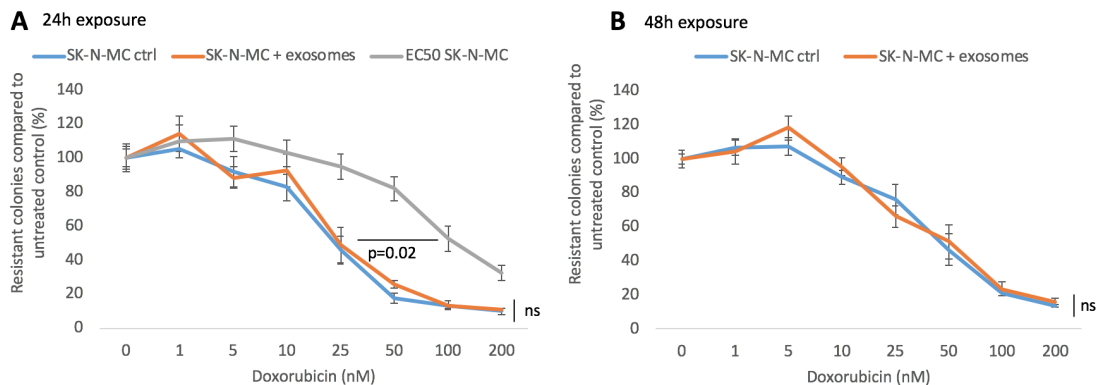 A 24h exposure
SK-N-MC ctrl SK-N-MC + exosomes EC50 SK-N-MC
Resistant colonies compared to
untreated control (%)
140
120
100
80
60
40
20
0
p=0.02
ns
0 1 5 10 25 50 100 200
Doxorubicin (nM)
B 48h exposure
SK-N-MC ctrl SK-N-MC + exosomes
Resistant colonies compared to
untreated control (%)
140
120
100
80
60
40
20
0
ns
0 1 5 10 25 50 100 200
Doxorubicin (nM)